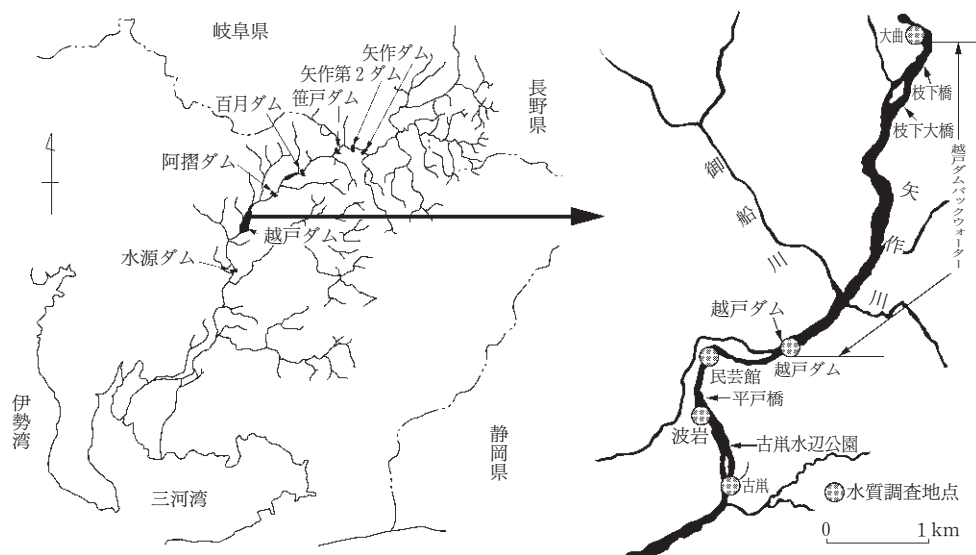 岐阜県
矢作ダム
矢作第2ダム
笹戸ダム
百月ダム
阿摺ダム
長野県
越戸ダム
水源ダム
伊勢湾
三河湾
静岡県
大曲
枝下橋
枝下大橋
越戸ダムバックウォーター
御船川
矢作川
越戸ダム
越戸ダム
民芸館
平戸橋
波岩
古鼡水辺公園
古鼡
水質調査地点
0 1km